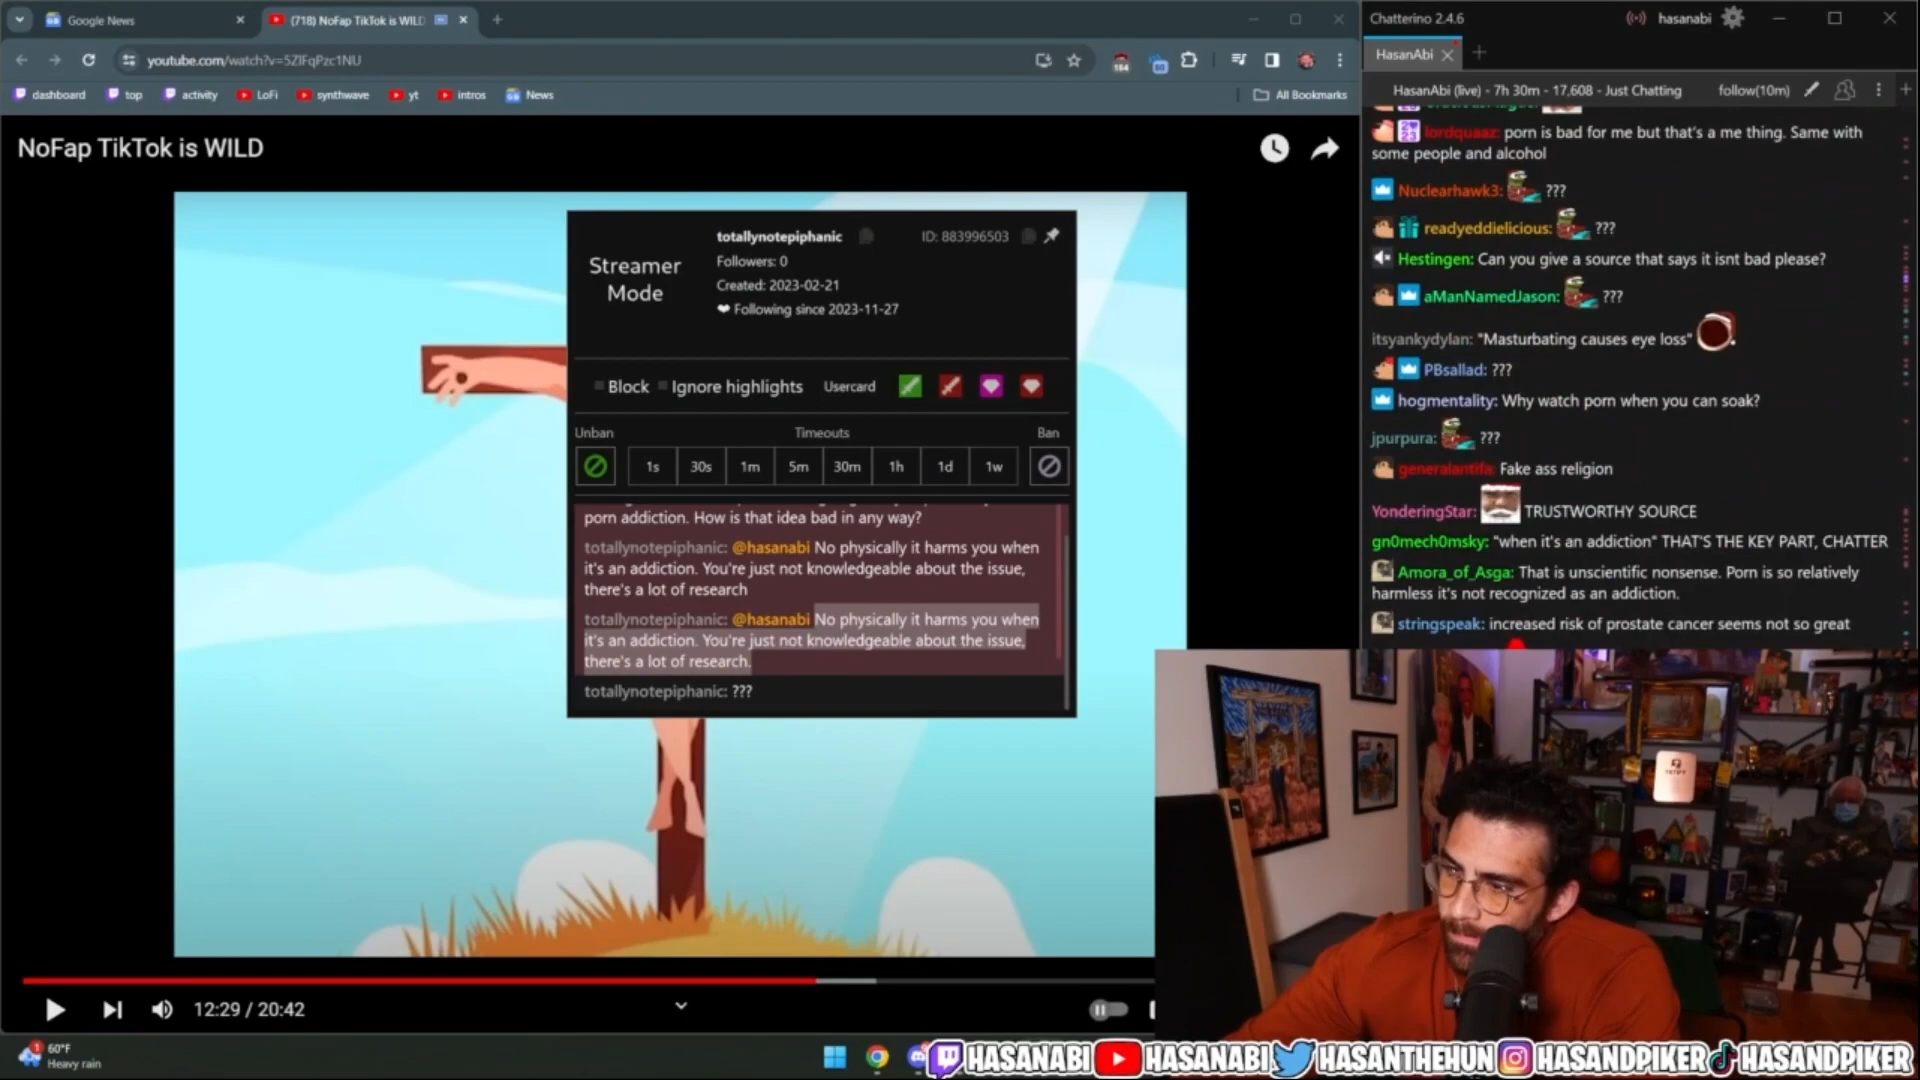 Google News
(718) NoFap TikTok is WILD
youtube.com/watch?v=5ZIFqPzc1NU
184
dashboard
top
activity
LoFi
synthwave
yt
intros
News
All Bookmarks
NoFap TikTok is WILD
Streamer
Mode
totallynotepiphanic
ID: 883996503
Followers: 0
Created: 2023-02-21
❤ Following since 2023-11-27
Block
Ignore highlights
Usercard
Unban
Timeouts
Ban
1s
30s
1m
5m
30m
1h
1d
1w
porn addiction. How is that idea bad in any way?
totallynotepiphanic: @hasanabi No physically it harms you when
it's an addiction. You're just not knowledgeable about the issue,
there's a lot of research
totallynotepiphanic: @hasanabi No physically it harms you when
it's an addiction. You're just not knowledgeable about the issue,
there's a lot of research.
totallynotepiphanic: ???
12:29 / 20:42
1
60°F
Heavy rain
Chatterino 2.4.6
hasanabi
HasanAbi
HasanAbi (live) - 7h 30m - 17,608 - Just Chatting
follow(10m)
lordquaaz: porn is bad for me but that's a me thing. Same with
some people and alcohol
Nuclearhawk3: ???
readyeddielicious: ???
Hestingen: Can you give a source that says it isnt bad please?
aManNamedJason: ???
itsyankydylan: "Masturbating causes eye loss"
PBsallad: ???
hogmentality: Why watch porn when you can soak?
jpurpura: ???
generalantifa: Fake ass religion
YonderingStar: TRUSTWORTHY SOURCE
gn0mech0msky: "when it's an addiction" THAT'S THE KEY PART, CHATTER
Amora_of_Asga: That is unscientific nonsense. Porn is so relatively
harmless it's not recognized as an addiction.
stringspeak: increased risk of prostate cancer seems not so great
HASANABI
HASANABI
HASANTHEHUN
HASANDPIKER
HASANDPIKER